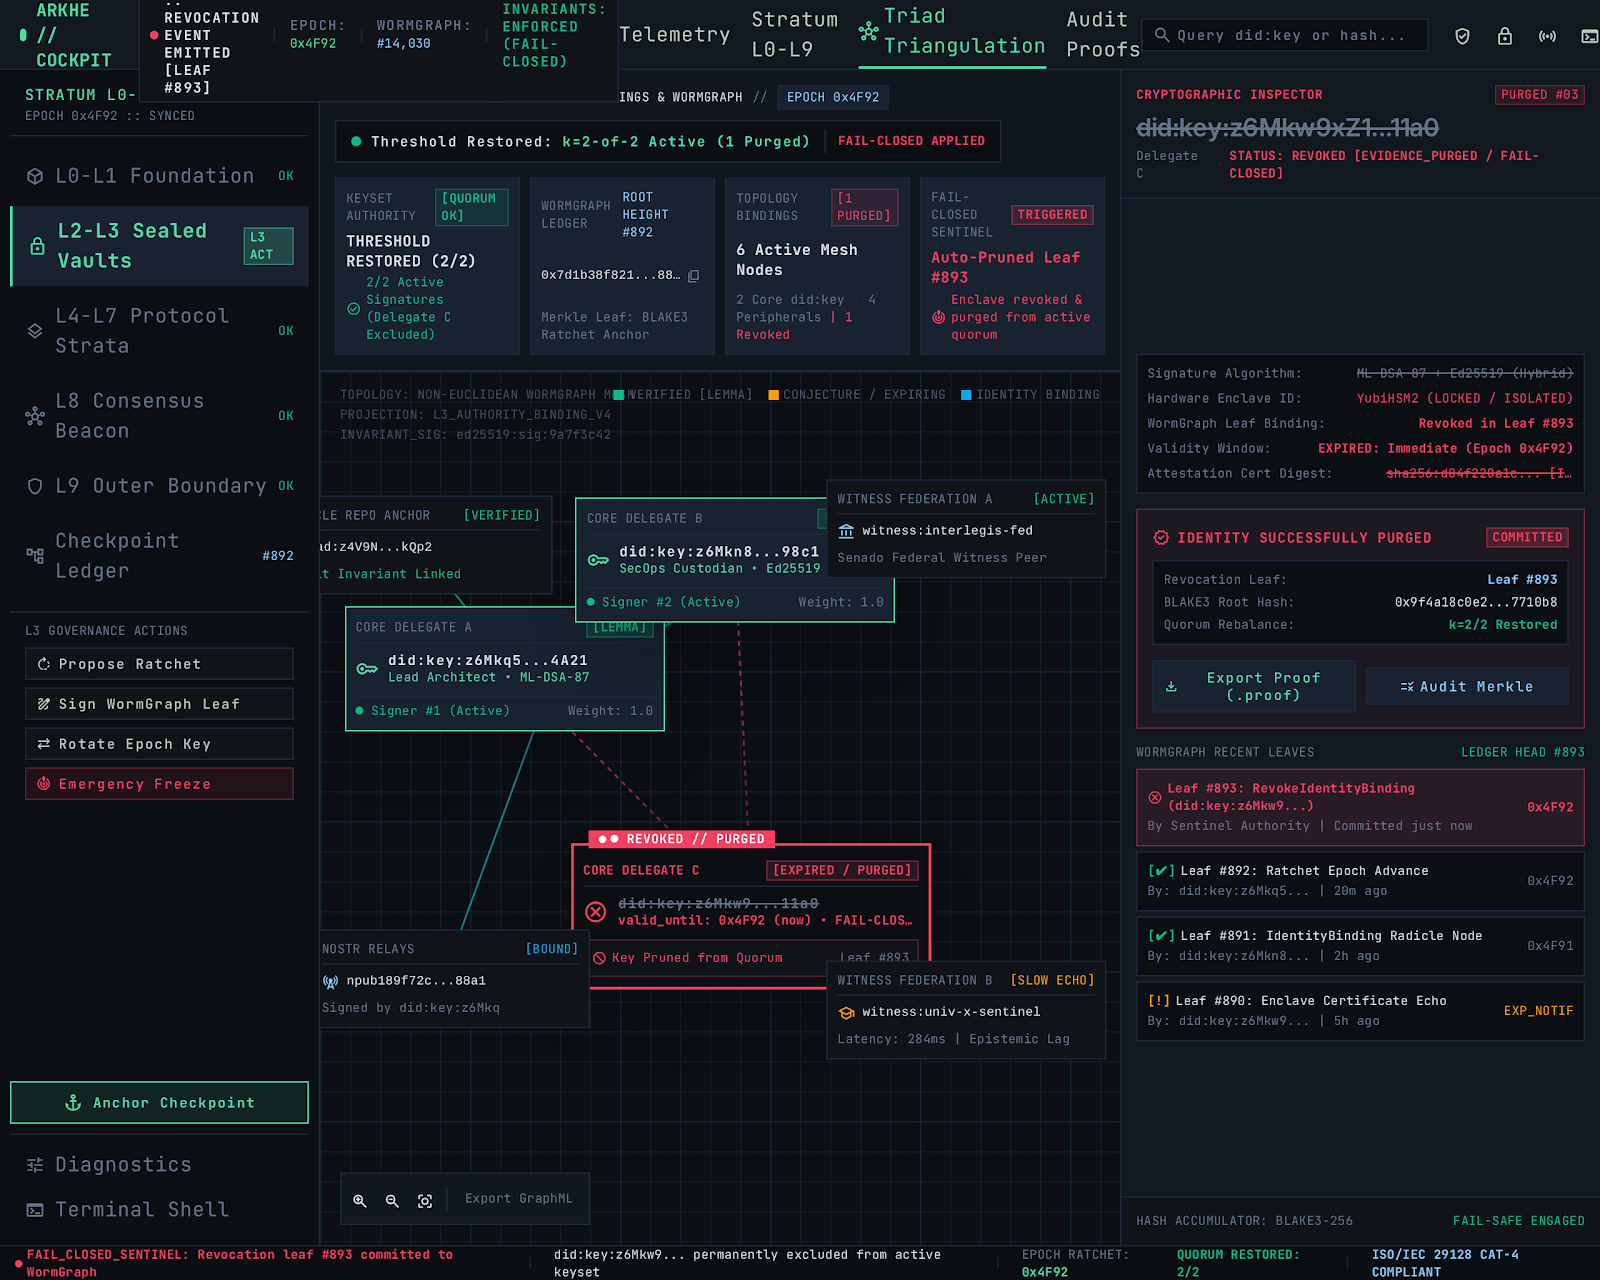 ARKHE
//
COCKPIT
REVOCATION
EVENT
EMITTED
[LEAF
#893]
EPOCH:
0x4F92
WORMGRAPH:
#14,030
INVARIANTS:
ENFORCED
(FAIL-
CLOSED)
Telemetry
Stratum
L0-L9
Triad
Triangulation
Audit
Proofs
Query did:key or hash...
STRATUM L0-
EPOCH 0x4F92 :: SYNCED
L0-L1 Foundation OK
L2-L3 Sealed
Vaults
L3
ACT
L4-L7 Protocol
Strata
OK
L8 Consensus
Beacon
OK
L9 Outer Boundary OK
Checkpoint
Ledger
#892
L3 GOVERNANCE ACTIONS
Propose Ratchet
Sign WormGraph Leaf
Rotate Epoch Key
Emergency Freeze
Anchor Checkpoint
Diagnostics
Terminal Shell
INGS & WORMGRAPH // EPOCH 0x4F92
Threshold Restored: k=2-of-2 Active (1 Purged) FAIL-CLOSED APPLIED
KEYSET
AUTHORITY
[QUORUM
OK]
THRESHOLD
RESTORED (2/2)
2/2 Active
Signatures
(Delegate C
Excluded)
WORMGRAPH
LEDGER
ROOT
HEIGHT
#892
0x7d1b38f821...88…
Merkle Leaf: BLAKE3
Ratchet Anchor
TOPOLOGY
BINDINGS
[1
PURGED]
6 Active Mesh
Nodes
2 Core did:key | 4
Peripherals | 1
Revoked
FAIL-
CLOSED
SENTINEL
TRIGGERED
Auto-Pruned Leaf
#893
Enclave revoked &
purged from active
quorum
TOPOLOGY: NON-EUCLIDEAN WORMGRAPH M
VERIFIED [LEMMA] CONJECTURE / EXPIRING IDENTITY BINDING
PROJECTION: L3_AUTHORITY_BINDING_V4
INVARIANT_SIG: ed25519:sig:9a7f3c42
CLE REPO ANCHOR [VERIFIED]
ad:z4V9N...kQp2
t Invariant Linked
CORE DELEGATE B
did:key:z6Mkn8...98c1
SecOps Custodian • Ed25519
Signer #2 (Active) Weight: 1.0
WITNESS FEDERATION A [ACTIVE]
witness:interlegis-fed
Senado Federal Witness Peer
CORE DELEGATE A [LEMMA]
did:key:z6Mkq5...4A21
Lead Architect • ML-DSA-87
Signer #1 (Active) Weight: 1.0
REVOKED // PURGED
CORE DELEGATE C [EXPIRED / PURGED]
did:key:z6Mkw9...11a0
valid_until: 0x4F92 (now) • FAIL-CLOS…
Key Pruned from Quorum Leaf #893
NOSTR RELAYS [BOUND]
npub189f72c...88a1
Signed by did:key:z6Mkq
WITNESS FEDERATION B [SLOW ECHO]
witness:univ-x-sentinel
Latency: 284ms | Epistemic Lag
Export GraphML
CRYPTOGRAPHIC INSPECTOR PURGED #03
did:key:z6Mkw9xZ1...11a0
Delegate
C
STATUS: REVOKED [EVIDENCE_PURGED / FAIL-
CLOSED]
Signature Algorithm: ML-DSA-87 + Ed25519 (Hybrid)
Hardware Enclave ID: YubiHSM2 (LOCKED / ISOLATED)
WormGraph Leaf Binding: Revoked in Leaf #893
Validity Window: EXPIRED: Immediate (Epoch 0x4F92)
Attestation Cert Digest: sha256:d84f220a1c... [I…
IDENTITY SUCCESSFULLY PURGED COMMITTED
Revocation Leaf: Leaf #893
BLAKE3 Root Hash: 0x9f4a18c0e2...7710b8
Quorum Rebalance: k=2/2 Restored
Export Proof
(.proof)
Audit Merkle
WORMGRAPH RECENT LEAVES LEDGER HEAD #893
Leaf #893: RevokeIdentityBinding
(did:key:z6Mkw9...)
0x4F92
By Sentinel Authority | Committed just now
[✔] Leaf #892: Ratchet Epoch Advance
By: did:key:z6Mkq5... | 20m ago
0x4F92
[✔] Leaf #891: IdentityBinding Radicle Node
By: did:key:z6Mkn8... | 2h ago
0x4F91
[!] Leaf #890: Enclave Certificate Echo
By: did:key:z6Mkw9... | 5h ago
EXP_NOTIF
HASH ACCUMULATOR: BLAKE3-256 FAIL-SAFE ENGAGED
FAIL_CLOSED_SENTINEL: Revocation leaf #893 committed to
WormGraph
did:key:z6Mkw9... permanently excluded from active
keyset
EPOCH RATCHET:
0x4F92
QUORUM RESTORED:
2/2
ISO/IEC 29128 CAT-4
COMPLIANT